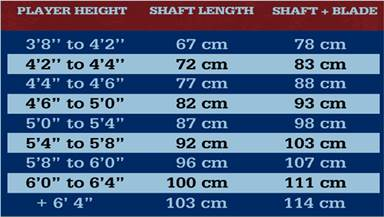 PLAYER HEIGHT SHAFT LENGTH SHAFT + BLADE
3’8’’ to 4’2’’ 67 cm 78 cm
4’2’’ to 4’4’’ 72 cm 83 cm
4’4’’ to 4’6’’ 77 cm 88 cm
4’6’’ to 5’0’’ 82 cm 93 cm
5’0’’ to 5’4’’ 87 cm 98 cm
5’4’’ to 5’8’’ 92 cm 103 cm
5’8’’ to 6’0’’ 96 cm 107 cm
6’0’’ to 6’4’’ 100 cm 111 cm
+ 6’ 4’’ 103 cm 114 cm